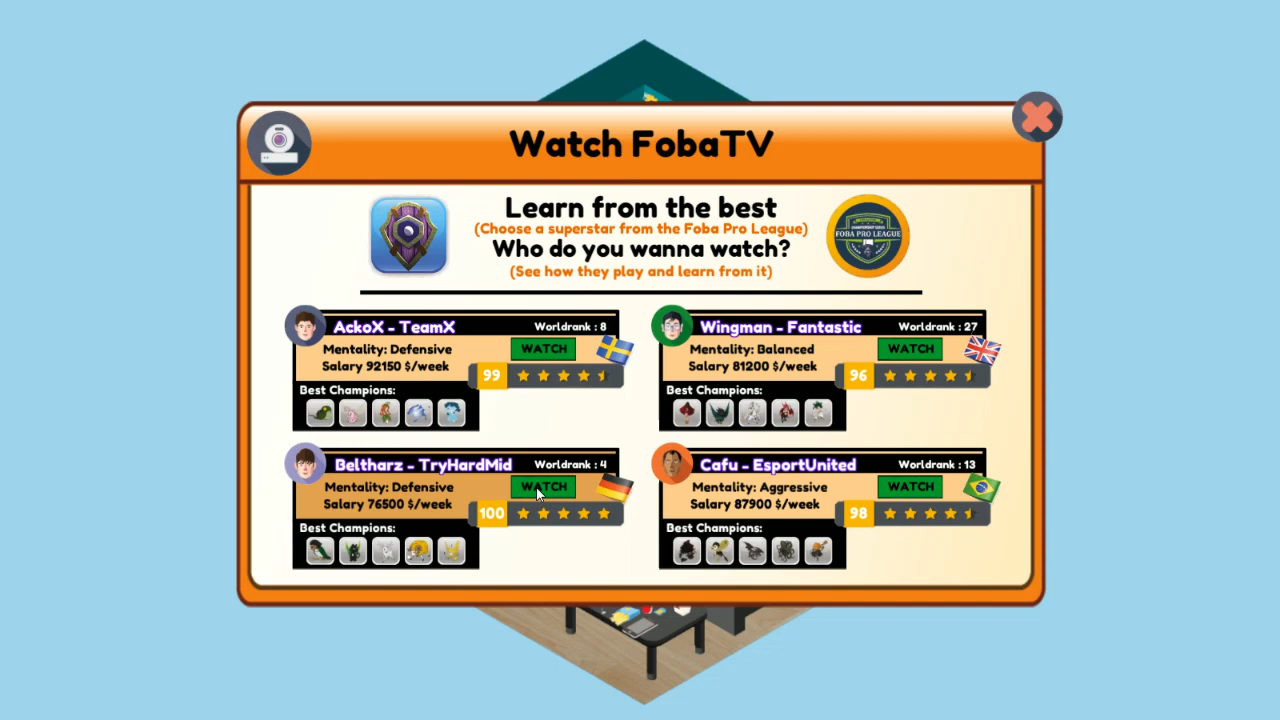 Watch FobaTV
Learn from the best
(Choose a superstar from the Foba Pro League)
Who do you wanna watch?
(See how they play and learn from it)
FOBA PRO LEAGUE
AckoX - TeamX
Worldrank : 8
Mentality: Defensive
WATCH
Salary 92150 $/week
99
Best Champions:
Wingman - Fantastic
Worldrank : 27
Mentality: Balanced
WATCH
Salary 81200 $/week
96
Best Champions:
Beltharz - TryHardMid
Worldrank : 4
Mentality: Defensive
WATCH
Salary 76500 $/week
100
Best Champions:
Cafu - EsportUnited
Worldrank : 13
Mentality: Aggressive
WATCH
Salary 87900 $/week
98
Best Champions: